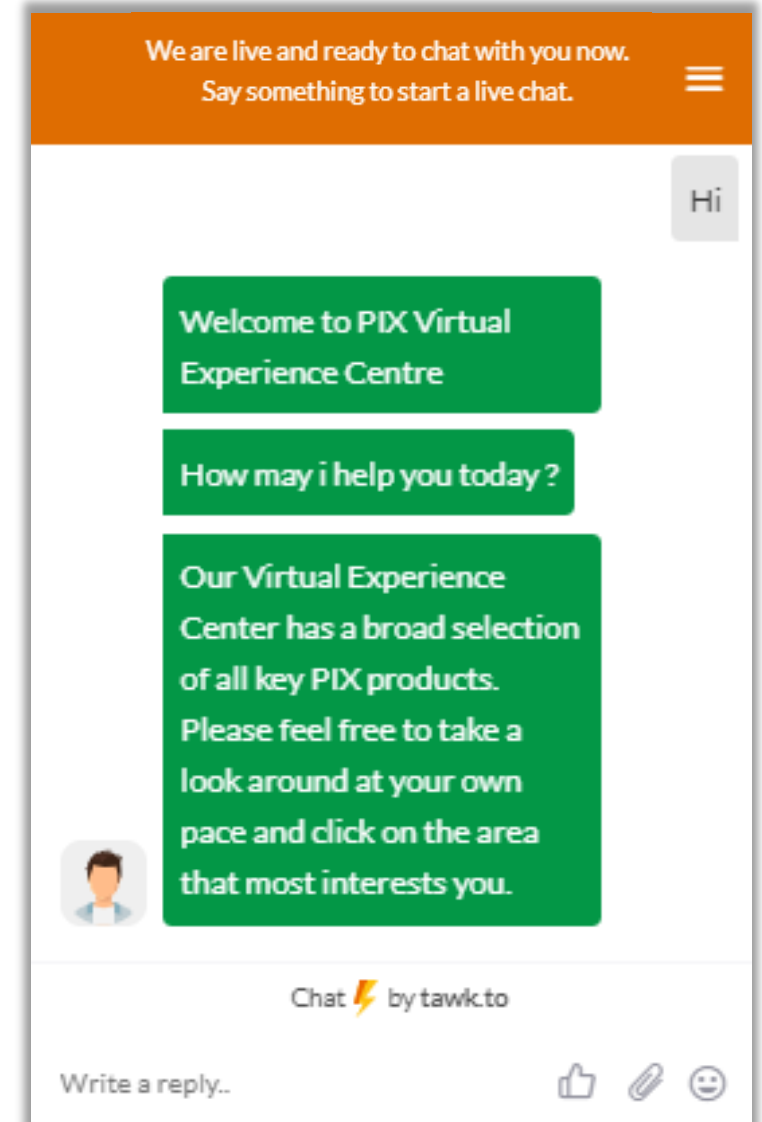 We are live and ready to chat with you now.
Say something to start a live chat.
Hi
Welcome to PIX Virtual
Experience Centre
How may i help you today ?
Our Virtual Experience
Center has a broad selection
of all key PIX products.
Please feel free to take a
look around at your own
pace and click on the area
that most interests you.
Chat by tawk.to
Write a reply..